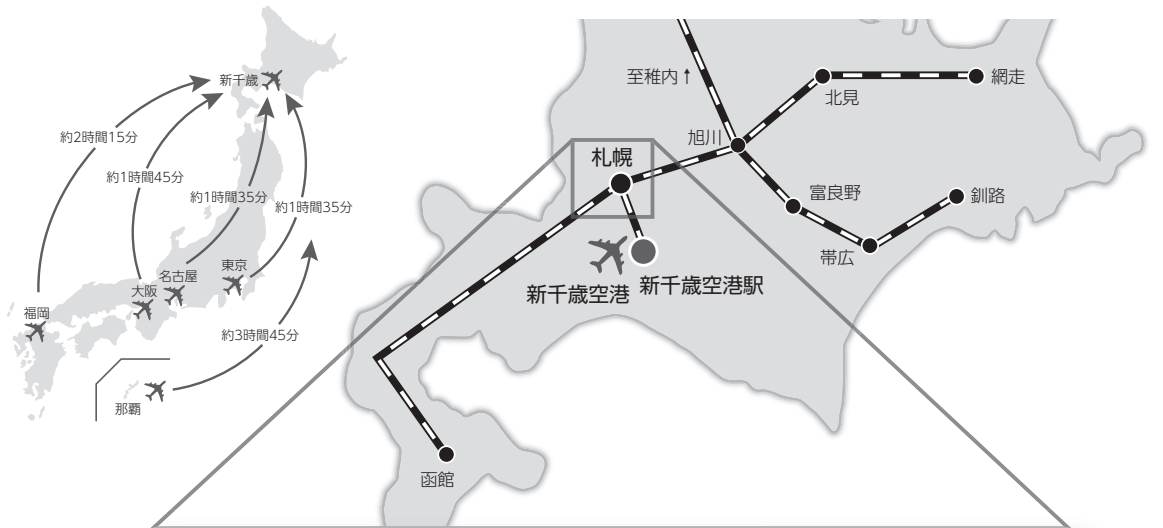 新千歳
約2時間15分
約1時間45分
約1時間35分
約1時間35分
東京
名古屋
大阪
福岡
約3時間45分
那覇
至稚内↑
北見
網走
旭川
札幌
富良野
釧路
帯広
新千歳空港
新千歳空港駅
函館